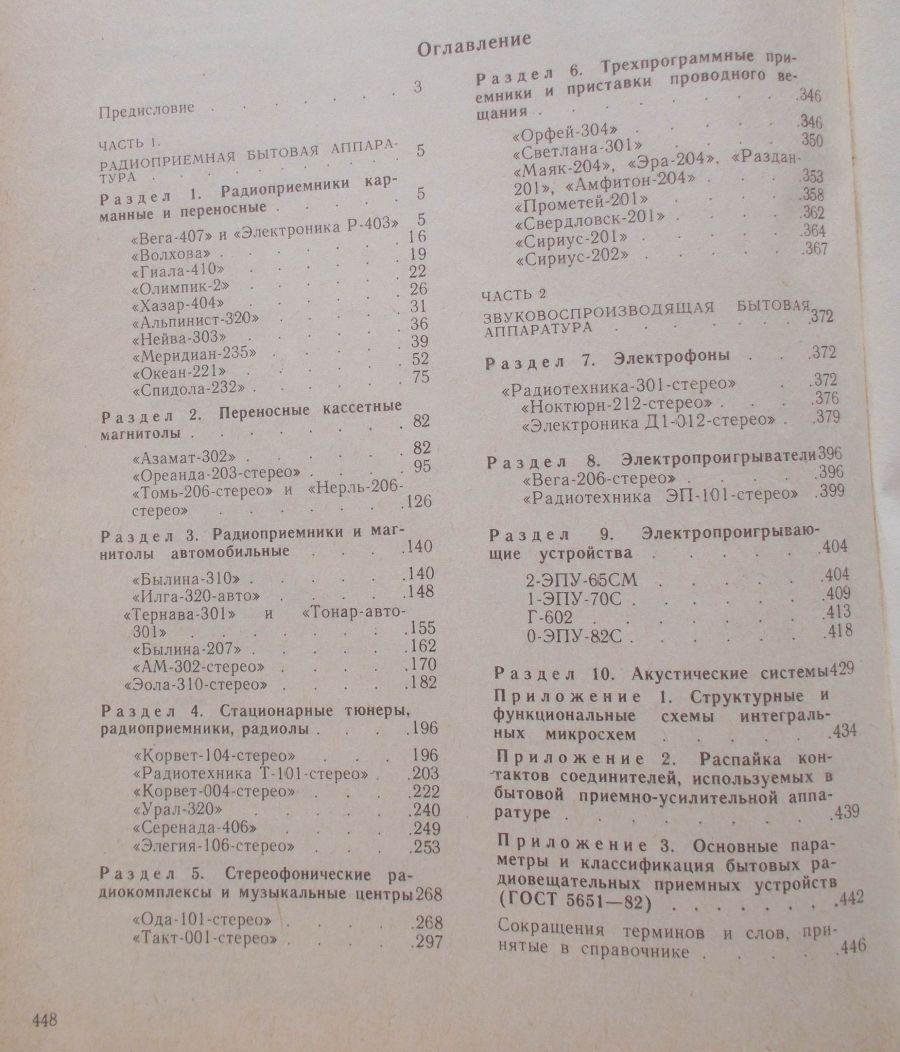 Оглавление
Предисловие . . . . . . . 3
ЧАСТЬ 1.
РАДИОПРИЕМНАЯ БЫТОВАЯ АППАРА-
ТУРА . . . . . . . . . 5
Раздел 1. Радиоприемники кар-
манные и переносные . . . . . 5
«Вега-407» и «Электроника Р-403» 5
«Волхова» . . . . . . . 16
«Гиала-410» . . . . . . 19
«Олимпик-2» . . . . . . 22
«Хазар-404» . . . . . . 26
«Альпинист-320» . . . . . 31
«Нейва-303» . . . . . . 36
«Меридиан-235» . . . . . 39
«Океан-221» . . . . . . 52
«Спидола-232» . . . . . . 75
Раздел 2. Переносные кассетные
магнитолы . . . . . . . 82
«Азамат-302» . . . . . . 82
«Ореанда-203-стерео» . . . . 95
«Томь-206-стерео» и «Нерль-206-
стерео» . . . . . . . 126
Раздел 3. Радиоприемники и маг-
нитолы автомобильные . . . .140
«Былина-310» . . . . . .140
«Илга-320-авто» . . . . .148
«Тернава-301» и «Тонар-авто-
301» . . . . . . . .155
«Былина-207» . . . . . .162
«АМ-302-стерео» . . . . .170
«Эола-310-стерео» . . . . .182
Раздел 4. Стационарные тюнеры,
радиоприемники, радиолы . . . .196
«Корвет-104-стерео» . . . 196
«Радиотехника Т-101-стерео» . .203
«Корвет-004-стерео» . . . .222
«Урал-320» . . . . . .240
«Серенада-406» . . . . .249
«Элегия-106-стерео» . . . .253
Раздел 5. Стереофонические ра-
диокомплексы и музыкальные центры 268
«Ода-101-стерео» . . . . .268
«Такт-001-стерео» . . . . .297
448
Раздел 6. Трехпрограммные при-
емники и приставки проводного ве-
щания . . . . . . . .346
«Орфей-304» . . . . . .346
«Светлана-301» . . . . . 350
«Маяк-204», «Эра-204», «Раздан-
201», «Амфитон-204» . . . .353
«Прометей-201» . . . . .358
«Свердловск-201» . . . . .362
«Сириус-201» . . . . . .364
«Сириус-202» . . . . . .367
ЧАСТЬ 2
ЗВУКОВОСПРОИЗВОДЯЩАЯ БЫТОВАЯ
АППАРАТУРА . . . . . . .372
Раздел 7. Электрофоны . . .372
«Радиотехника-301-стерео» . .372
«Ноктюрн-212-стерео» . . . .376
«Электроника Д1-012-стерео» . .379
Раздел 8. Электропроигрыватели396
«Вега-206-стерео» . . . . .396
«Радиотехника ЭП-101-стерео» .399
Раздел 9. Электропроигрываю-
щие устройства . . . . . .404
2-ЭПУ-65СМ . . . . . .404
1-ЭПУ-70С . . . . . . .409
Г-602 . . . . . . . .413
0-ЭПУ-82С . . . . . . .418
Раздел 10. Акустические системы429
Приложение 1. Структурные и
функциональные схемы интеграль-
ных микросхем . . . . . .434
Приложение 2. Распайка кон-
тактов соединителей, используемых в
бытовой приемно-усилительной аппа-
ратуре . . . . . . . . .439
Приложение 3. Основные пара-
метры и классификация бытовых ра-
диовещательных приемных устройств
(ГОСТ 5651—82) . . . . . . .442
Сокращения терминов и слов, при-
нятые в справочнике . . . . .446